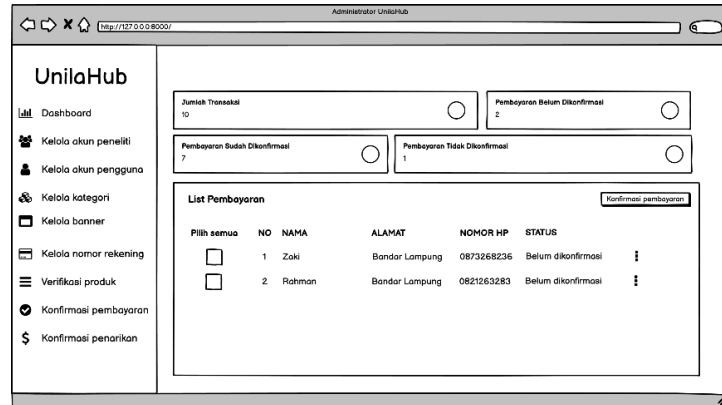 Administrator UnilaHub
http://127.0.0.0:8000/
UnilaHub
Dashboard
Kelola akun peneliti
Kelola akun pengguna
Kelola kategori
Kelola banner
Kelola nomor rekening
Verifikasi produk
Konfirmasi pembayaran
Konfirmasi penarikan
Jumlah Transaksi
10
Pembayaran Belum Dikonfirmasi
2
Pembayaran Sudah Dikonfirmasi
7
Pembayaran Tidak Dikonfirmasi
1
List Pembayaran
Konfirmasi pembayaran
Pilih semua NO NAMA ALAMAT NOMOR HP STATUS
1 Zaki Bandar Lampung 0873268236 Belum dikonfirmasi
2 Rahman Bandar Lampung 0821263283 Belum dikonfirmasi